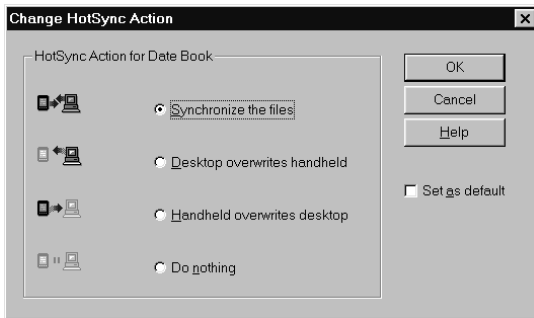 Change HotSync Action
HotSync Action for Date Book
Synchronize the files
Desktop overwrites handheld
Handheld overwrites desktop
Do nothing
OK
Cancel
Help
Set as default